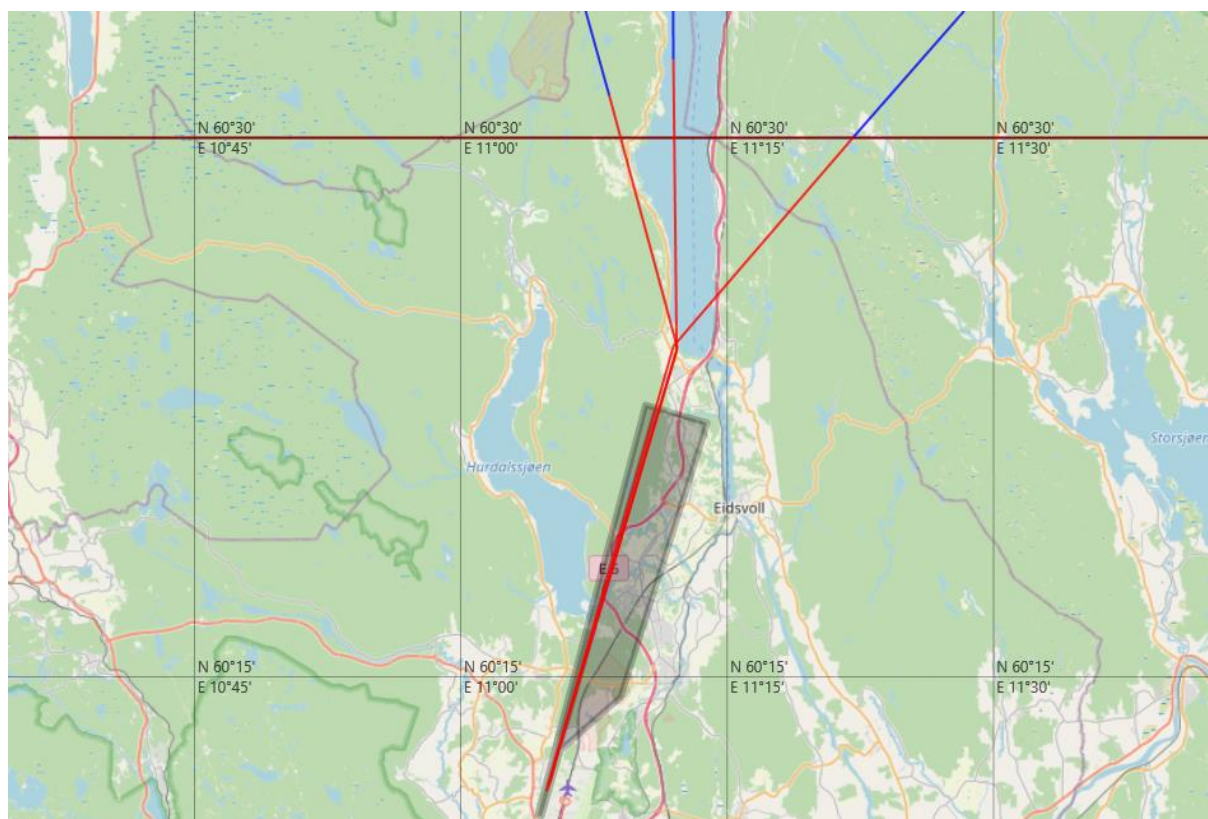 N 60°30'
E 10°45'
N 60°30'
E 11°00'
N 60°30'
E 11°15'
N 60°30'
E 11°30'
Storsjøen
Hurdalssjøen
Eidsvoll
E 6
N 60°15'
E 10°45'
N 60°15'
E 11°00'
N 60°15'
E 11°15'
N 60°15'
E 11°30'